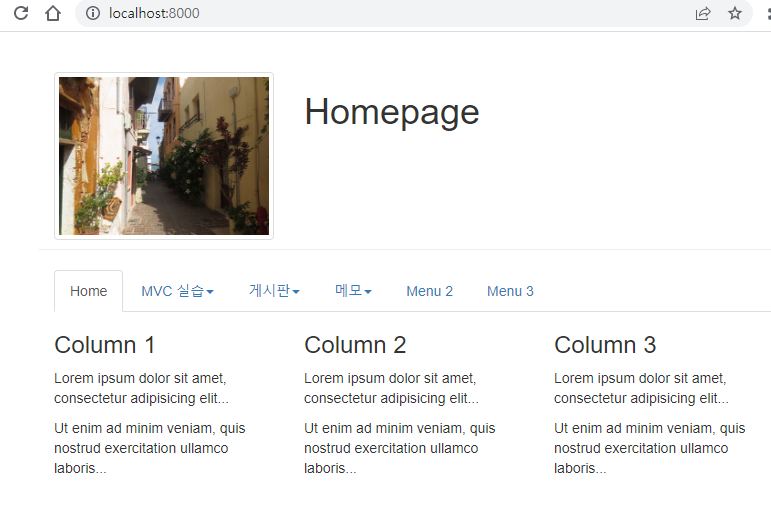 localhost:8000
Homepage
Home MVC 실습 게시판 메모 Menu 2 Menu 3
Column 1 Column 2 Column 3
Lorem ipsum dolor sit amet, Lorem ipsum dolor sit amet, Lorem ipsum dolor sit amet,
consectetur adipisicing elit... consectetur adipisicing elit... consectetur adipisicing elit...
Ut enim ad minim veniam, quis Ut enim ad minim veniam, quis Ut enim ad minim veniam, quis
nostrud exercitation ullamco nostrud exercitation ullamco nostrud exercitation ullamco
laboris... laboris... laboris...